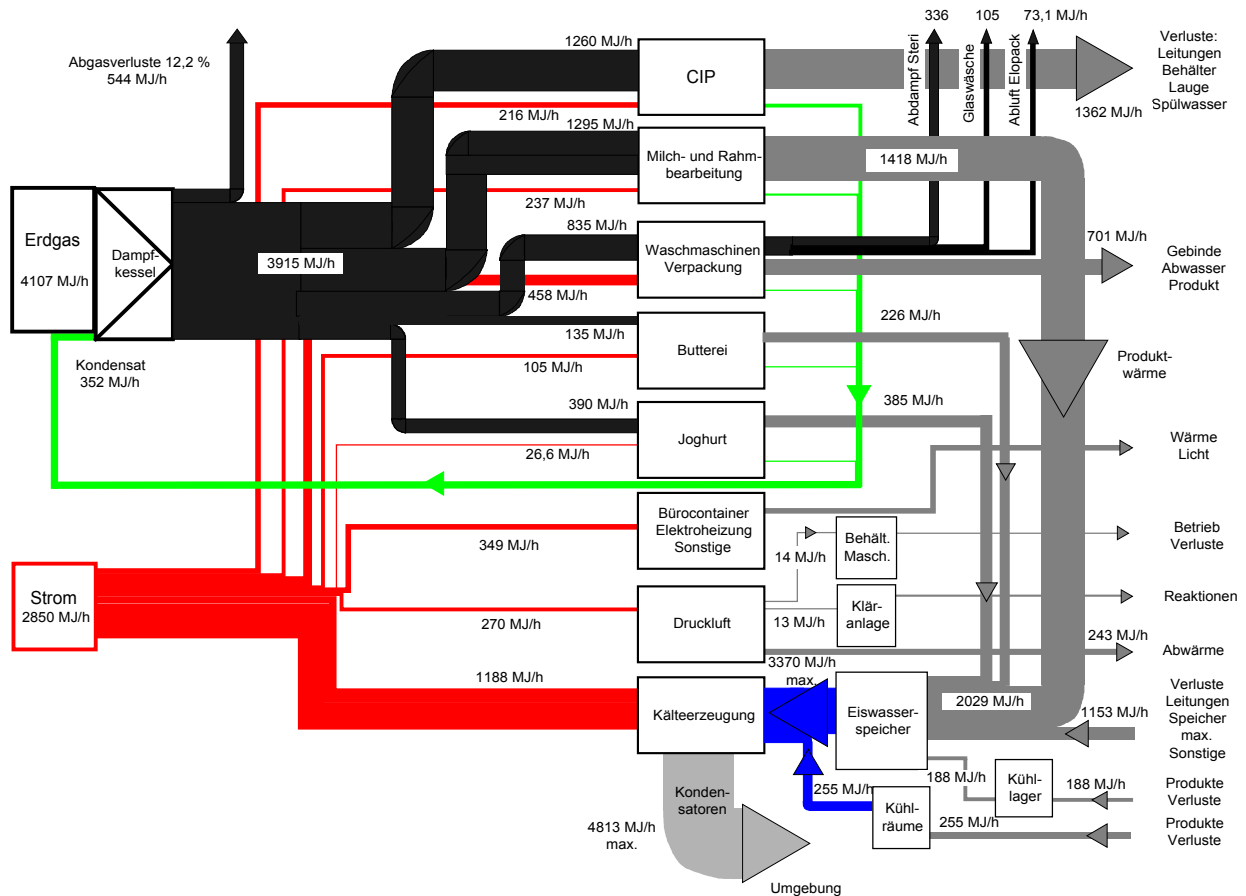 336
105
73,1 MJ/h
1260 MJ/h
Abgasverluste 12,2 %
544 MJ/h
CIP
Abdampf Steri
Glaswäsche
Abluft Elopack
Verluste:
Leitungen
Behälter
Lauge
Spülwasser
1362 MJ/h
216 MJ/h
1295 MJ/h
Milch- und Rahm-
bearbeitung
1418 MJ/h
237 MJ/h
Erdgas
4107 MJ/h
Dampf-
kessel
3915 MJ/h
835 MJ/h
Waschmaschinen
Verpackung
701 MJ/h
Gebinde
Abwasser
Produkt
458 MJ/h
226 MJ/h
135 MJ/h
Butterei
105 MJ/h
Kondensat
352 MJ/h
Produkt-
wärme
390 MJ/h
385 MJ/h
Joghurt
26,6 MJ/h
Wärme
Licht
Bürocontainer
Elektroheizung
Sonstige
349 MJ/h
14 MJ/h
Behält.
Masch.
Betrieb
Verluste
Strom
2850 MJ/h
270 MJ/h
Druckluft
13 MJ/h
Klär-
anlage
Reaktionen
243 MJ/h
Abwärme
3370 MJ/h
max.
1188 MJ/h
Kälteerzeugung
Eiswasser-
speicher
2029 MJ/h
1153 MJ/h
Verluste
Leitungen
Speicher
max.
Sonstige
188 MJ/h
Kühl-
lager
188 MJ/h
Produkte
Verluste
Konden-
satoren
255 MJ/h
Kühl-
räume
255 MJ/h
Produkte
Verluste
4813 MJ/h
max.
Umgebung